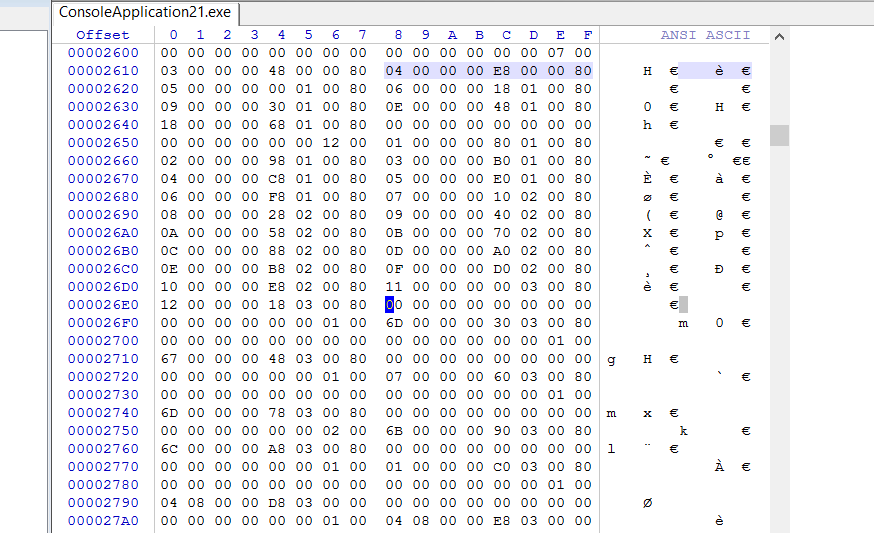 ConsoleApplication21.exe
Offset 0 1 2 3 4 5 6 7 8 9 A B C D E F ANSI ASCII
00002600 00 00 00 00 00 00 00 00 00 00 00 00 00 00 07 00
00002610 03 00 00 00 48 00 00 80 04 00 00 00 E8 00 00 80 H € è €
00002620 05 00 00 00 00 01 00 80 06 00 00 00 18 01 00 80 € €
00002630 09 00 00 00 30 01 00 80 0E 00 00 00 48 01 00 80 0 € H €
00002640 18 00 00 00 68 01 00 80 00 00 00 00 00 00 00 00 h €
00002650 00 00 00 00 00 00 12 00 01 00 00 00 80 01 00 80 € €
00002660 02 00 00 00 98 01 00 80 03 00 00 00 B0 01 00 80 ˜ € ° €€
00002670 04 00 00 00 C8 01 00 80 05 00 00 00 E0 01 00 80 È € à €
00002680 06 00 00 00 F8 01 00 80 07 00 00 00 10 02 00 80 ø € €
00002690 08 00 00 00 28 02 00 80 09 00 00 00 40 02 00 80 ( € @ €
000026A0 0A 00 00 00 58 02 00 80 0B 00 00 00 70 02 00 80 X € p €
000026B0 0C 00 00 00 88 02 00 80 0D 00 00 00 A0 02 00 80 ˆ € €
000026C0 0E 00 00 00 B8 02 00 80 0F 00 00 00 D0 02 00 80 ¸ € Ð €
000026D0 10 00 00 00 E8 02 00 80 11 00 00 00 00 03 00 80 è € €
000026E0 12 00 00 00 18 03 00 80 00 00 00 00 00 00 00 00 €
000026F0 00 00 00 00 00 00 01 00 6D 00 00 00 30 03 00 80 m 0 €
00002700 00 00 00 00 00 00 00 00 00 00 00 00 00 00 01 00
00002710 67 00 00 00 48 03 00 80 00 00 00 00 00 00 00 00 g H €
00002720 00 00 00 00 00 00 01 00 07 00 00 00 60 03 00 80 ` €
00002730 00 00 00 00 00 00 00 00 00 00 00 00 00 00 01 00
00002740 6D 00 00 00 78 03 00 80 00 00 00 00 00 00 00 00 m x €
00002750 00 00 00 00 00 00 02 00 6B 00 00 00 90 03 00 80 k €
00002760 6C 00 00 00 A8 03 00 80 00 00 00 00 00 00 00 00 l ¨ €
00002770 00 00 00 00 00 00 01 00 01 00 00 00 C0 03 00 80 À €
00002780 00 00 00 00 00 00 00 00 00 00 00 00 00 00 01 00
00002790 04 08 00 00 D8 03 00 00 00 00 00 00 00 00 00 00 Ø
000027A0 00 00 00 00 00 00 01 00 04 08 00 00 E8 03 00 00 è